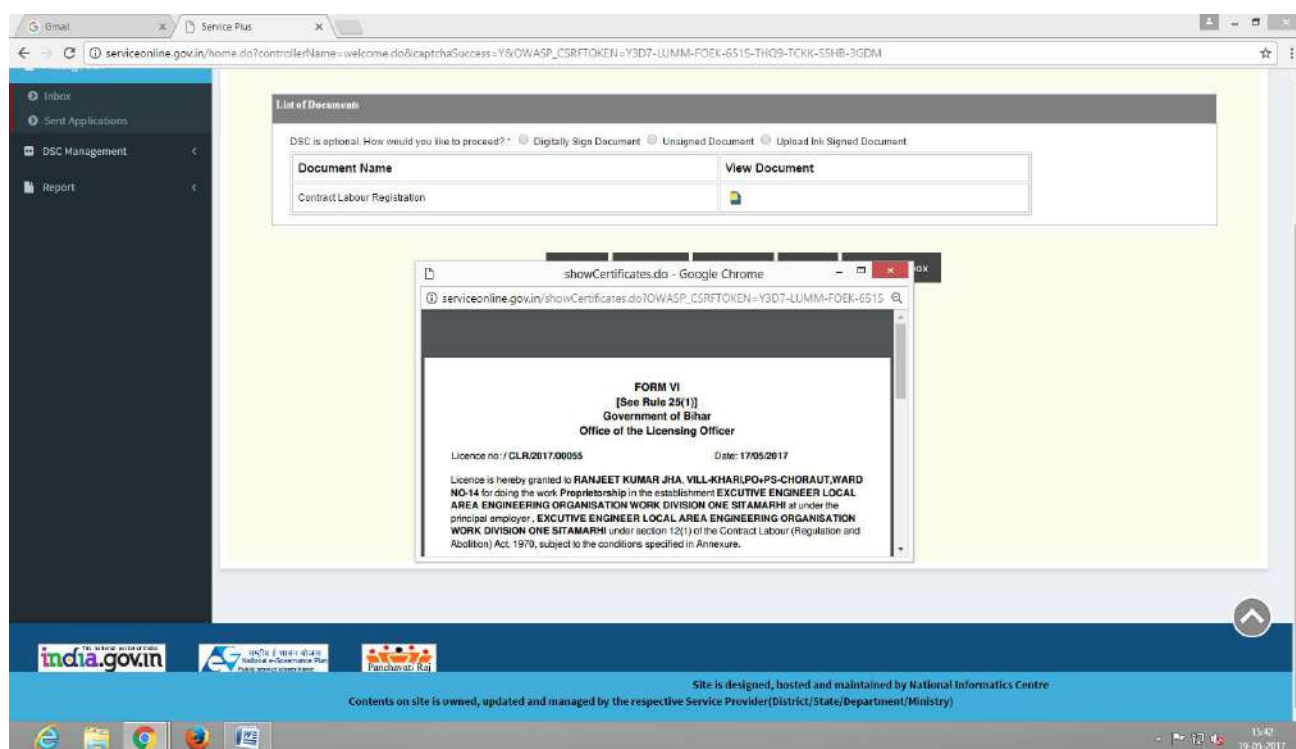 Gmail
Service Plus
serviceonline.gov.in/home.do?controllerName=welcome.do&captchaSuccess=Y&OWASP_CSRFTOKEN=Y3D7-LUMM-FOEK-651S-THQ9-TCKK-S5HB-3GDM
Inbox
Sent Applications
DSC Management
Report
List of Documents
DSC is optional. How would you like to proceed?* Digitally Sign Document Unsigned Document Upload Ink Signed Document
Document Name View Document
Contract Labour Registration
showCertificates.do - Google Chrome
serviceonline.gov.in/showCertificates.do?OWASP_CSRFTOKEN=Y3D7-LUMM-FOEK-651S
FORM VI
[See Rule 25(1)]
Government of Bihar
Office of the Licensing Officer
Licence no: / CLR/2017/00055 Date: 17/05/2017
Licence is hereby granted to RANJEET KUMAR JHA, VILL-KHARI,PO+PS-CHORAUT,WARD
NO-14 for doing the work Proprietorship in the establishment EXCUTIVE ENGINEER LOCAL
AREA ENGINEERING ORGANISATION WORK DIVISION ONE SITAMARHI at under the
principal employer , EXCUTIVE ENGINEER LOCAL AREA ENGINEERING ORGANISATION
WORK DIVISION ONE SITAMARHI under section 12(1) of the Contract Labour (Regulation and
Abolition) Act, 1970, subject to the conditions specified in Annexure.
india.gov.in
National e-Governance Plan
Panchayati Raj
Site is designed, hosted and maintained by National Informatics Centre
Contents on site is owned, updated and managed by the respective Service Provider(District/State/Department/Ministry)
15:42
19-05-2017